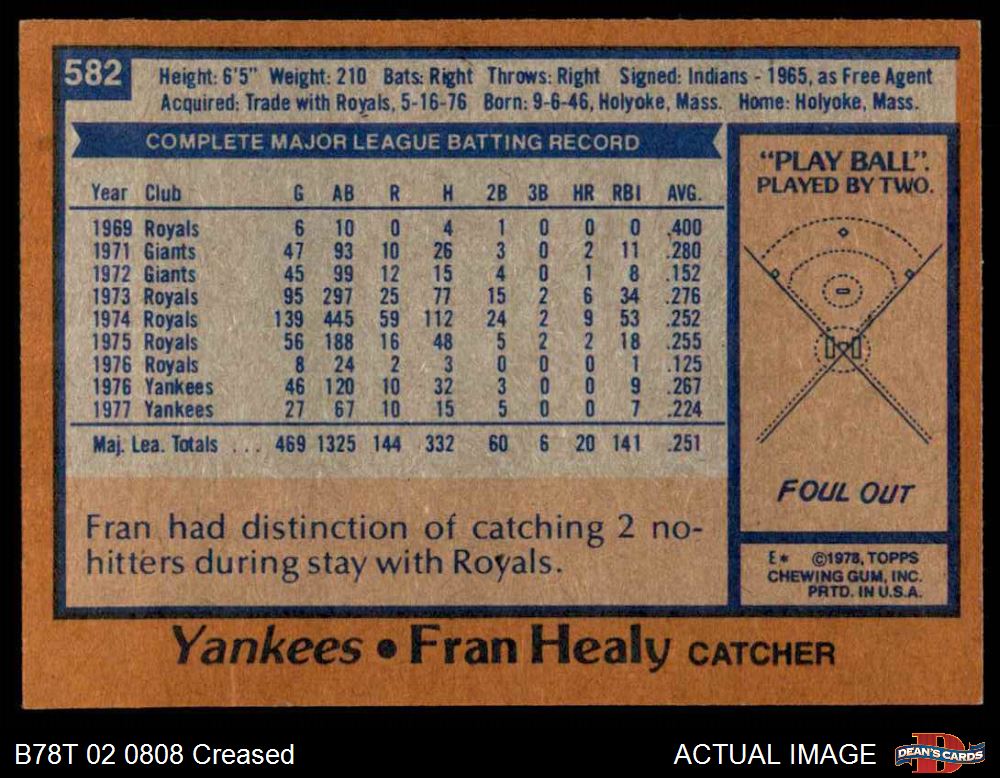 582
Height: 6'5" Weight: 210 Bats: Right Throws: Right Signed: Indians - 1965, as Free Agent
Acquired: Trade with Royals, 5-16-76 Born: 9-6-46, Holyoke, Mass. Home: Holyoke, Mass.
COMPLETE MAJOR LEAGUE BATTING RECORD
Year Club G AB R H 2B 3B HR RBI AVG.
1969 Royals 6 10 0 4 1 0 0 0 .400
1971 Giants 47 93 10 26 3 0 2 11 .280
1972 Giants 45 99 12 15 4 0 1 8 .152
1973 Royals 95 297 25 77 15 2 6 34 .276
1974 Royals 139 445 59 112 24 2 9 53 .252
1975 Royals 56 188 16 48 5 2 2 18 .255
1976 Royals 8 24 2 3 0 0 0 1 .125
1976 Yankees 46 120 10 32 3 0 0 9 .267
1977 Yankees 27 67 10 15 5 0 0 7 .224
Maj. Lea. Totals ... 469 1325 144 332 60 6 20 141 .251
Fran had distinction of catching 2 no-
hitters during stay with Royals.
"PLAY BALL".
PLAYED BY TWO.
FOUL OUT
E* ©1978, TOPPS
CHEWING GUM, INC.
PRTD. IN U.S.A.
Yankees • Fran Healy CATCHER
B78T 02 0808 Creased
ACTUAL IMAGE
DEAN'S CARDS